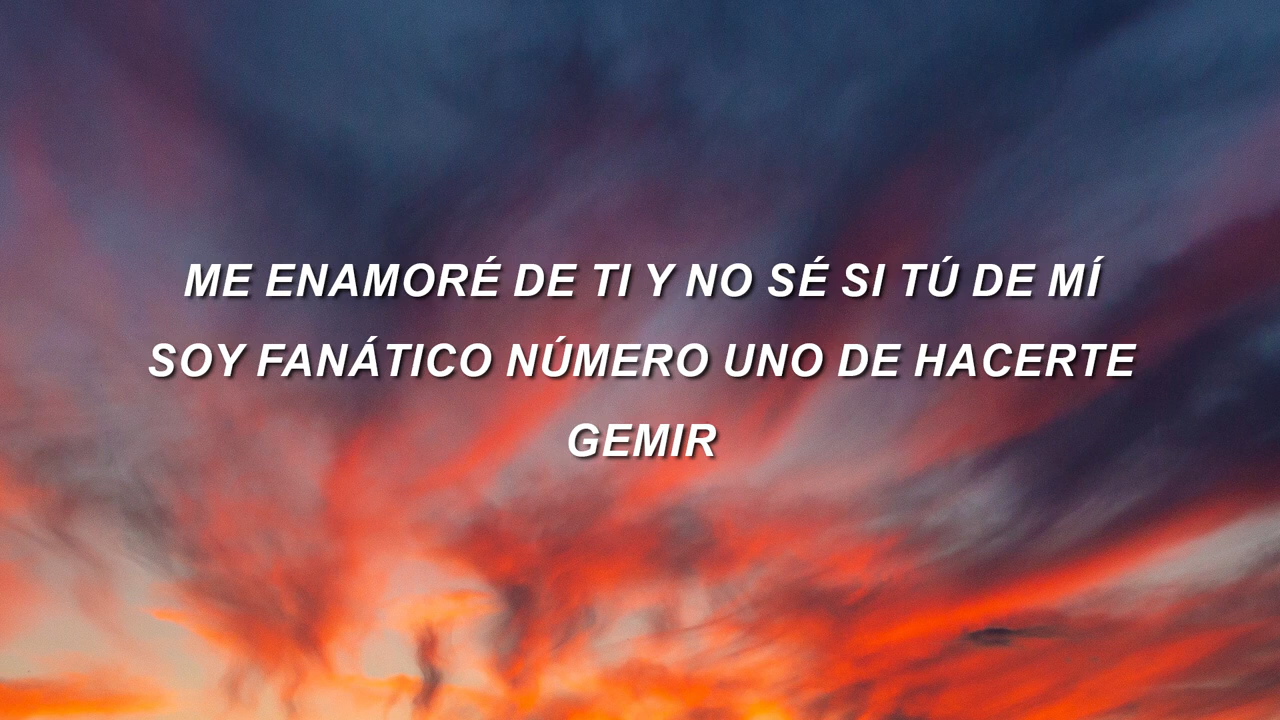 ME ENAMORÉ DE TI Y NO SÉ SI TÚ DE MÍ
SOY FANÁTICO NÚMERO UNO DE HACERTE
GEMIR